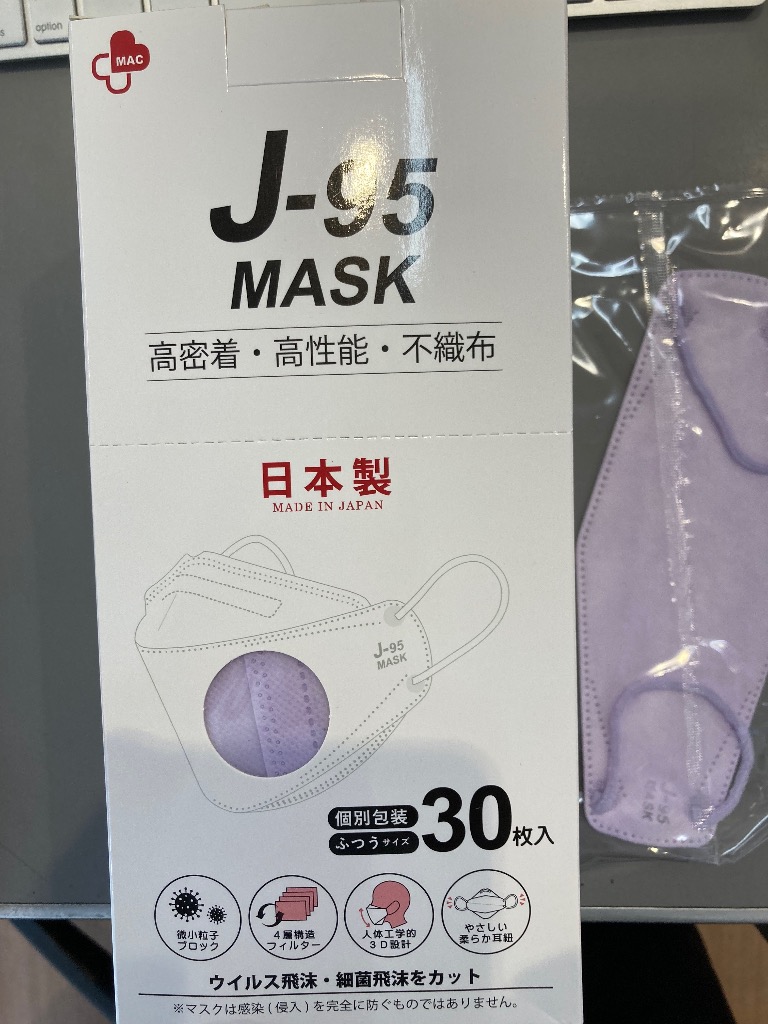 option
MAC
J-95
MASK
高密着・高性能・不織布
日本製
MADE IN JAPAN
J-95
MASK
個別包装
ふつうサイズ
30枚入
微小粒子
ブロック
4層構造
フィルター
人体工学的
3D設計
やさしい
柔らか耳紐
ウイルス飛沫・細菌飛沫をカット
※マスクは感染(侵入)を完全に防ぐものではありません。
J-95
MASK